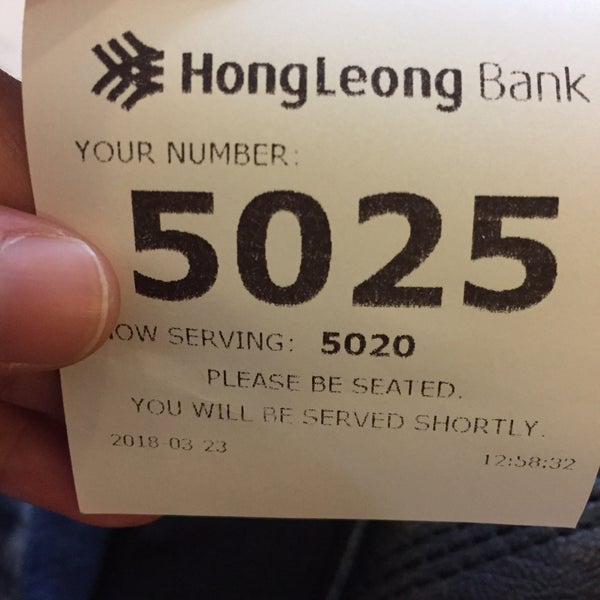 HongLeong Bank
YOUR NUMBER:
5025
NOW SERVING: 5020
PLEASE BE SEATED.
YOU WILL BE SERVED SHORTLY.
2018-03-23 12:58:32